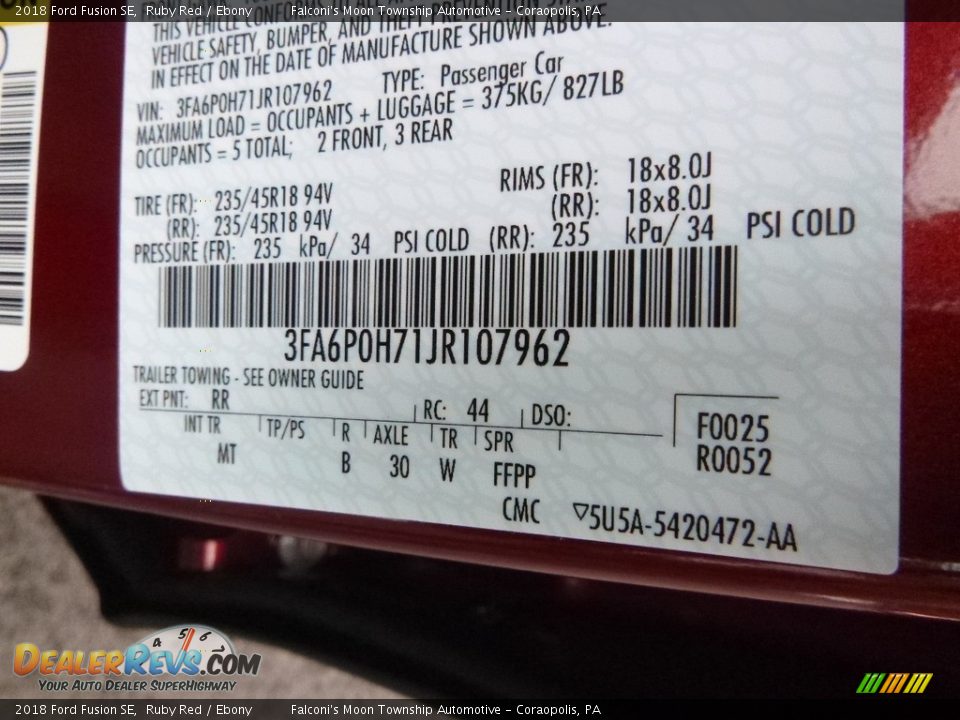 2018 Ford Fusion SE, Ruby Red / Ebony Falconi's Moon Township Automotive - Coraopolis, PA
THIS VEHICLE
VEHICLE SAFETY, BUMPER, AND THEFT
IN EFFECT ON THE DATE OF MANUFACTURE SHOWN ABOVE.
VIN: 3FA6P0H71JR107962 TYPE: Passenger Car
MAXIMUM LOAD = OCCUPANTS + LUGGAGE = 375KG/ 827LB
OCCUPANTS = 5 TOTAL; 2 FRONT, 3 REAR
TIRE (FR): 235/45R18 94V RIMS (FR): 18x8.0J
(RR): 235/45R18 94V (RR): 18x8.0J
PRESSURE (FR): 235 kPa/ 34 PSI COLD (RR): 235 kPa/ 34 PSI COLD
3FA6P0H71JR107962
TRAILER TOWING - SEE OWNER GUIDE
EXT PNT: RR RC: 44 DSO: F0025
INT TR TP/PS R AXLE TR SPR R0052
MT B 30 W FFPP
CMC ▽5U5A-5420472-AA
DealerRevs.com
Your Auto Dealer SuperHighway
2018 Ford Fusion SE, Ruby Red / Ebony Falconi's Moon Township Automotive - Coraopolis, PA